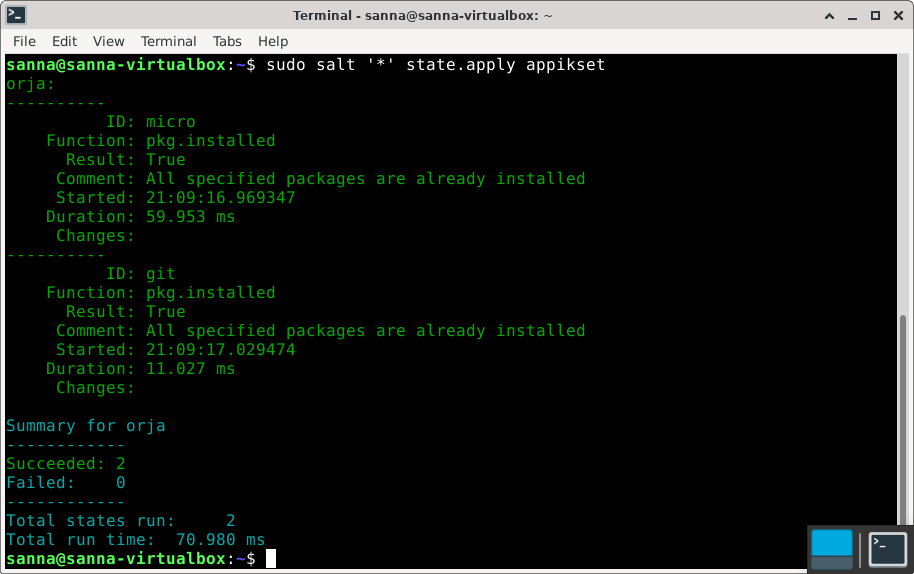 Terminal - sanna@sanna-virtualbox: ~
File Edit View Terminal Tabs Help
sanna@sanna-virtualbox:~$ sudo salt '*' state.apply appikset
orja:
----------
          ID: micro
    Function: pkg.installed
      Result: True
     Comment: All specified packages are already installed
     Started: 21:09:16.969347
    Duration: 59.953 ms
     Changes:
----------
          ID: git
    Function: pkg.installed
      Result: True
     Comment: All specified packages are already installed
     Started: 21:09:17.029474
    Duration: 11.027 ms
     Changes:

Summary for orja
------------
Succeeded: 2
Failed:    0
------------
Total states run:     2
Total run time:  70.980 ms
sanna@sanna-virtualbox:~$